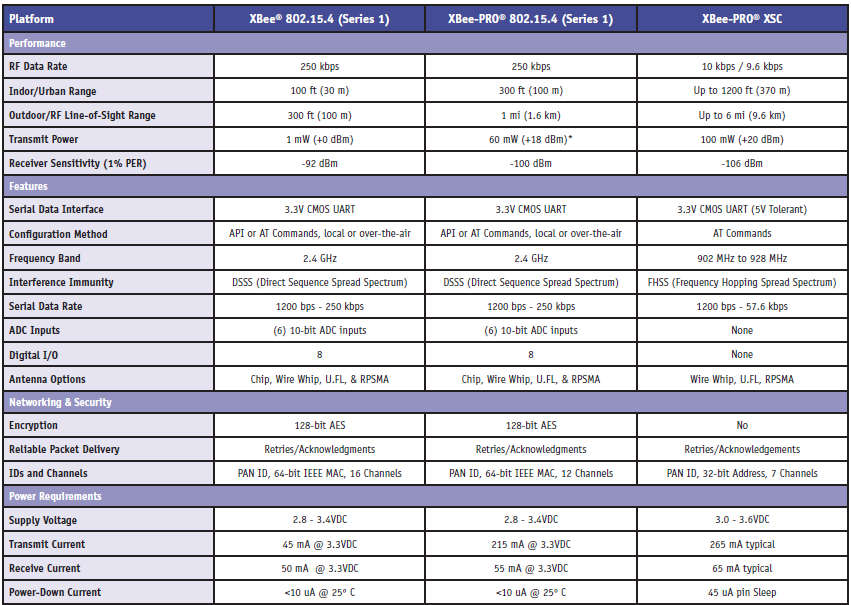 Platform XBee® 802.15.4 (Series 1) XBee-PRO® 802.15.4 (Series 1) XBee-PRO® XSC
Performance
RF Data Rate 250 kbps 250 kbps 10 kbps / 9.6 kbps
Indor/Urban Range 100 ft (30 m) 300 ft (100 m) Up to 1200 ft (370 m)
Outdoor/RF Line-of-Sight Range 300 ft (100 m) 1 mi (1.6 km) Up to 6 mi (9.6 km)
Transmit Power 1 mW (+0 dBm) 60 mW (+18 dBm)* 100 mW (+20 dBm)
Receiver Sensitivity (1% PER) -92 dBm -100 dBm -106 dBm
Features
Serial Data Interface 3.3V CMOS UART 3.3V CMOS UART 3.3V CMOS UART (5V Tolerant)
Configuration Method API or AT Commands, local or over-the-air API or AT Commands, local or over-the-air AT Commands
Frequency Band 2.4 GHz 2.4 GHz 902 MHz to 928 MHz
Interference Immunity DSSS (Direct Sequence Spread Spectrum) DSSS (Direct Sequence Spread Spectrum) FHSS (Frequency Hopping Spread Spectrum)
Serial Data Rate 1200 bps - 250 kbps 1200 bps - 250 kbps 1200 bps - 57.6 kbps
ADC Inputs (6) 10-bit ADC inputs (6) 10-bit ADC inputs None
Digital I/O 8 8 None
Antenna Options Chip, Wire Whip, U.FL, & RPSMA Chip, Wire Whip, U.FL, & RPSMA Wire Whip, U.FL, RPSMA
Networking & Security
Encryption 128-bit AES 128-bit AES No
Reliable Packet Delivery Retries/Acknowledgments Retries/Acknowledgments Retries/Acknowledgements
IDs and Channels PAN ID, 64-bit IEEE MAC, 16 Channels PAN ID, 64-bit IEEE MAC, 12 Channels PAN ID, 32-bit Address, 7 Channels
Power Requirements
Supply Voltage 2.8 - 3.4VDC 2.8 - 3.4VDC 3.0 - 3.6VDC
Transmit Current 45 mA @ 3.3VDC 215 mA @ 3.3VDC 265 mA typical
Receive Current 50 mA @ 3.3VDC 55 mA @ 3.3VDC 65 mA typical
Power-Down Current <10 uA @ 25º C <10 uA @ 25º C 45 uA pin Sleep